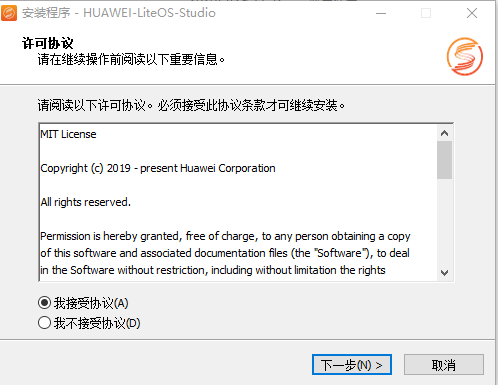 安装程序 - HUAWEI-LiteOS-Studio
许可协议
请在继续操作前阅读以下重要信息。
请阅读以下许可协议。必须接受此协议条款才可继续安装。
MIT License
Copyright (c) 2019 - present Huawei Corporation
All rights reserved.
Permission is hereby granted, free of charge, to any person obtaining a copy
of this software and associated documentation files (the "Software"), to deal
in the Software without restriction, including without limitation the rights
我接受协议(A)
我不接受协议(D)
下一步(N) >
取消